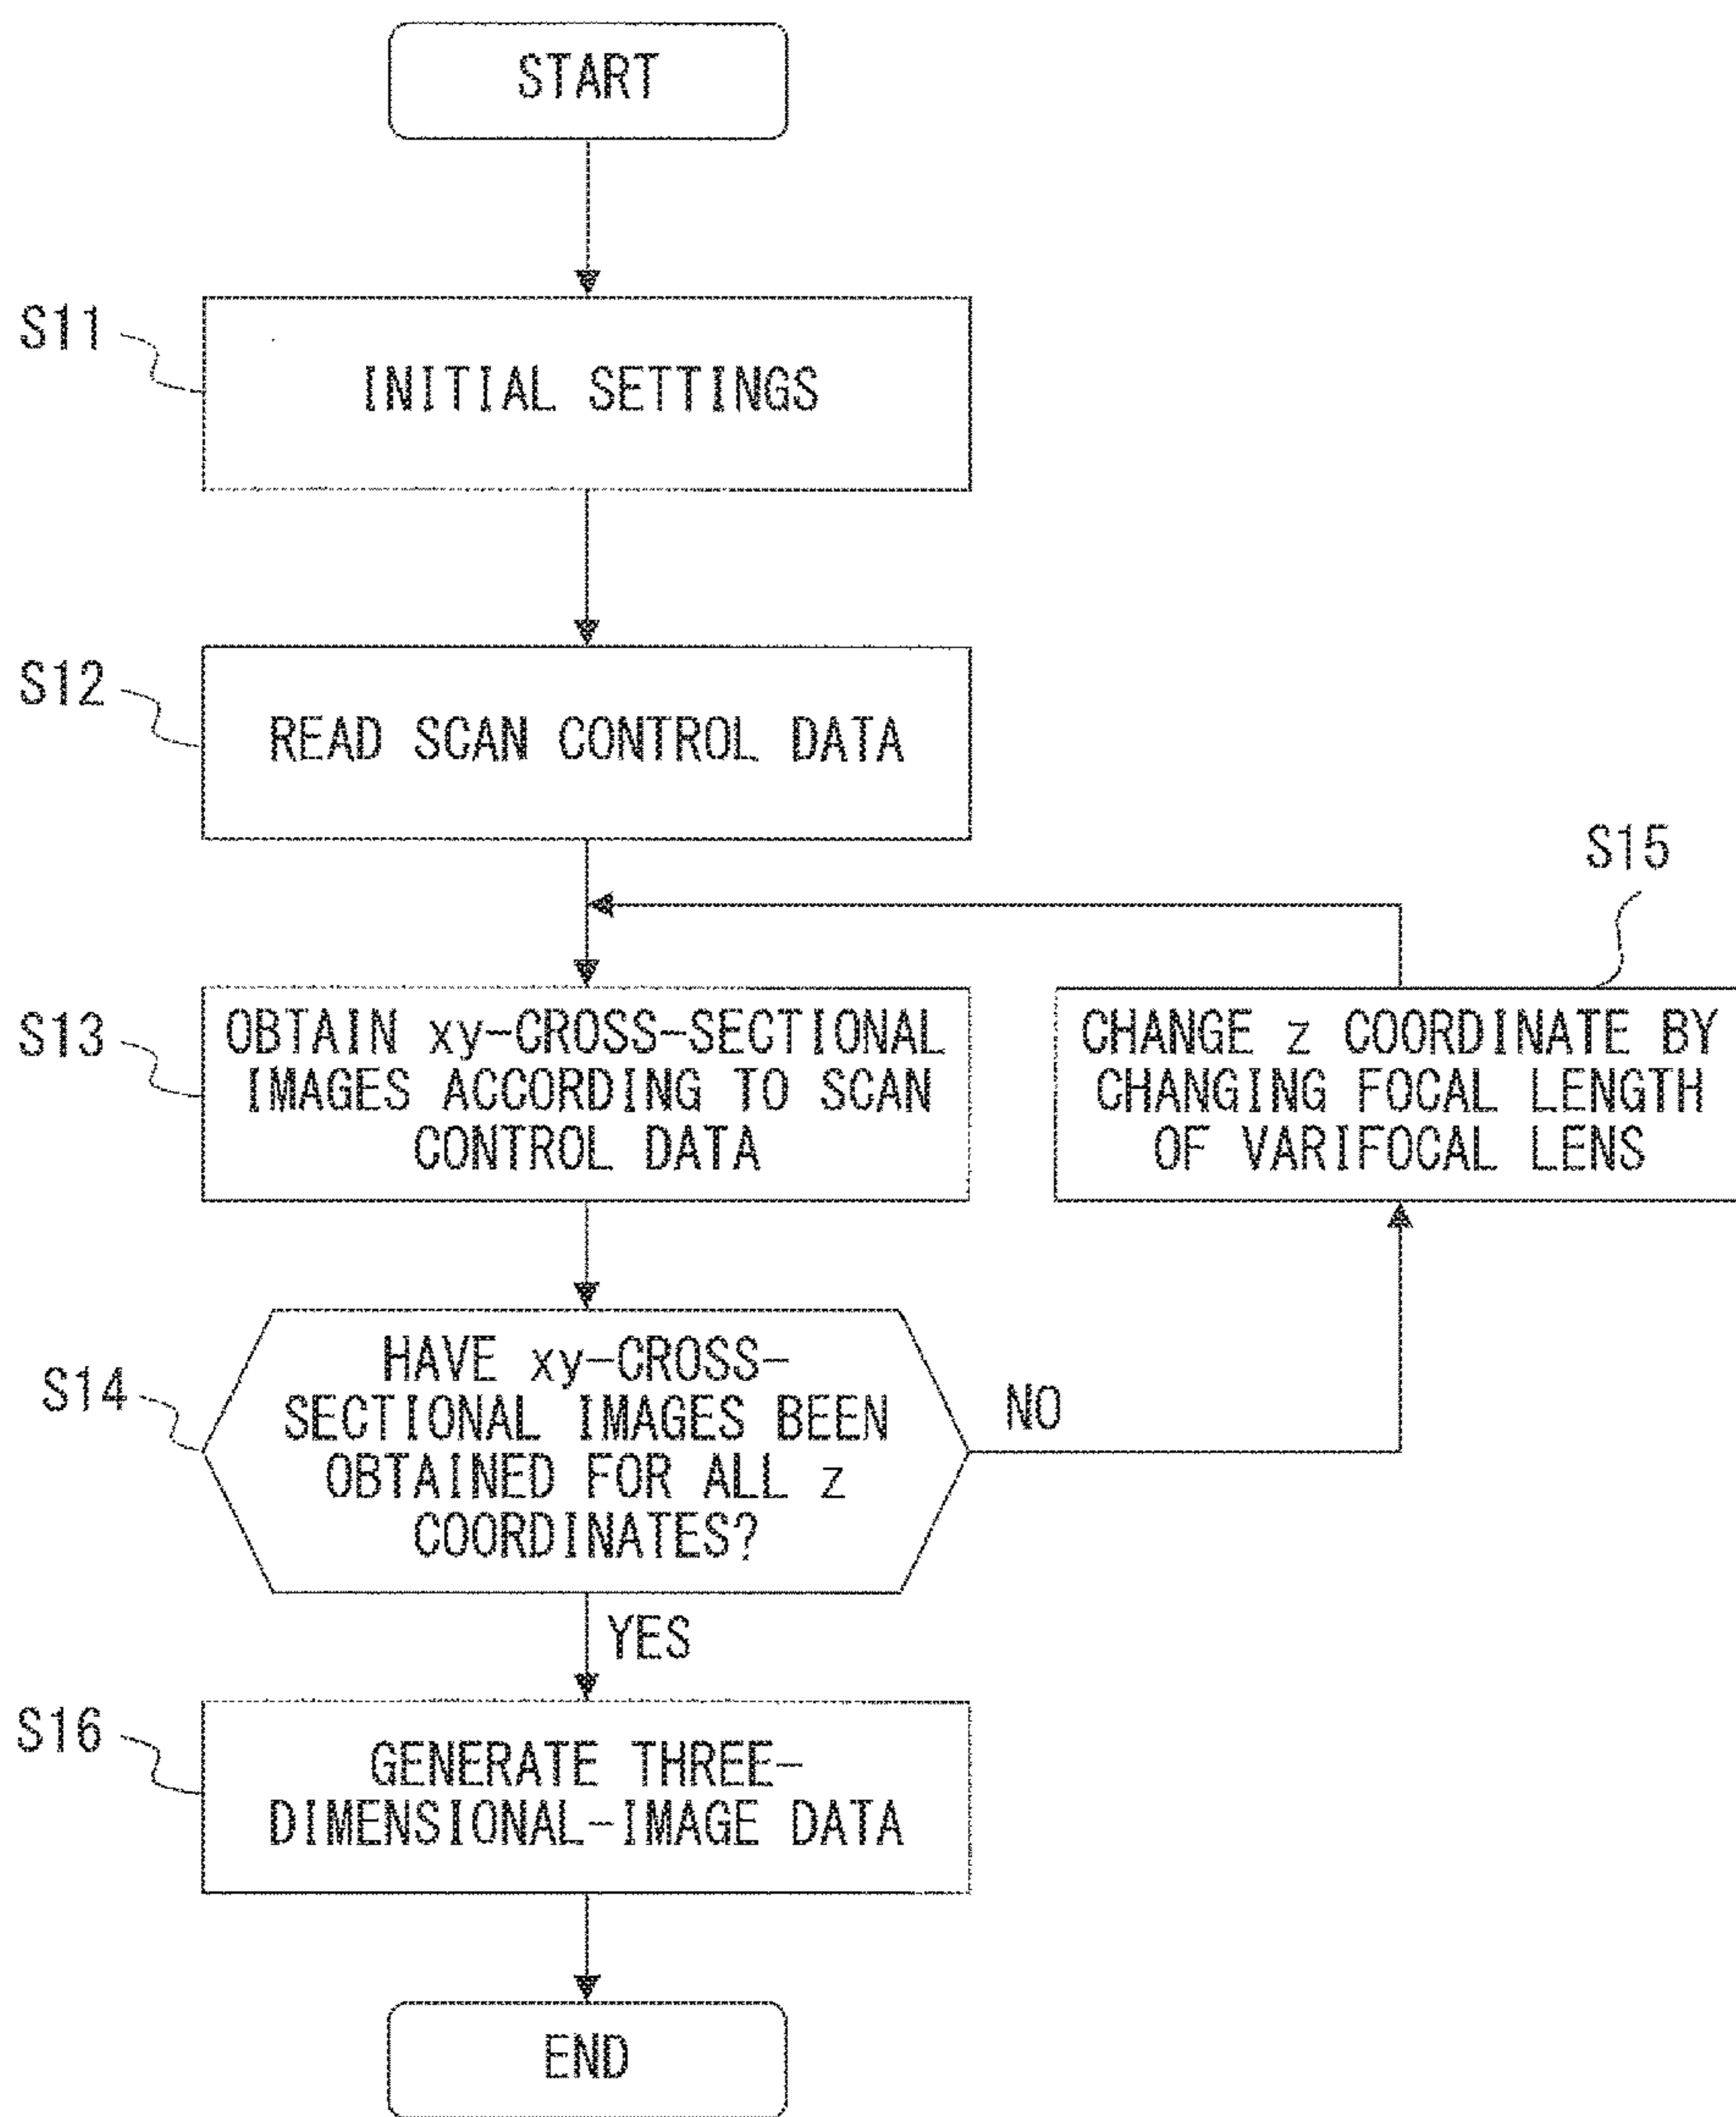 START
S11
INITIAL SETTINGS
S12
READ SCAN CONTROL DATA
S13
OBTAIN xy-CROSS-SECTIONAL
IMAGES ACCORDING TO SCAN
CONTROL DATA
S15
CHANGE z COORDINATE BY
CHANGING FOCAL LENGTH
OF VARIFOCAL LENS
S14
HAVE xy-CROSS-
SECTIONAL IMAGES BEEN
OBTAINED FOR ALL z
COORDINATES?
NO
YES
S16
GENERATE THREE-
DIMENSIONAL-IMAGE DATA
END